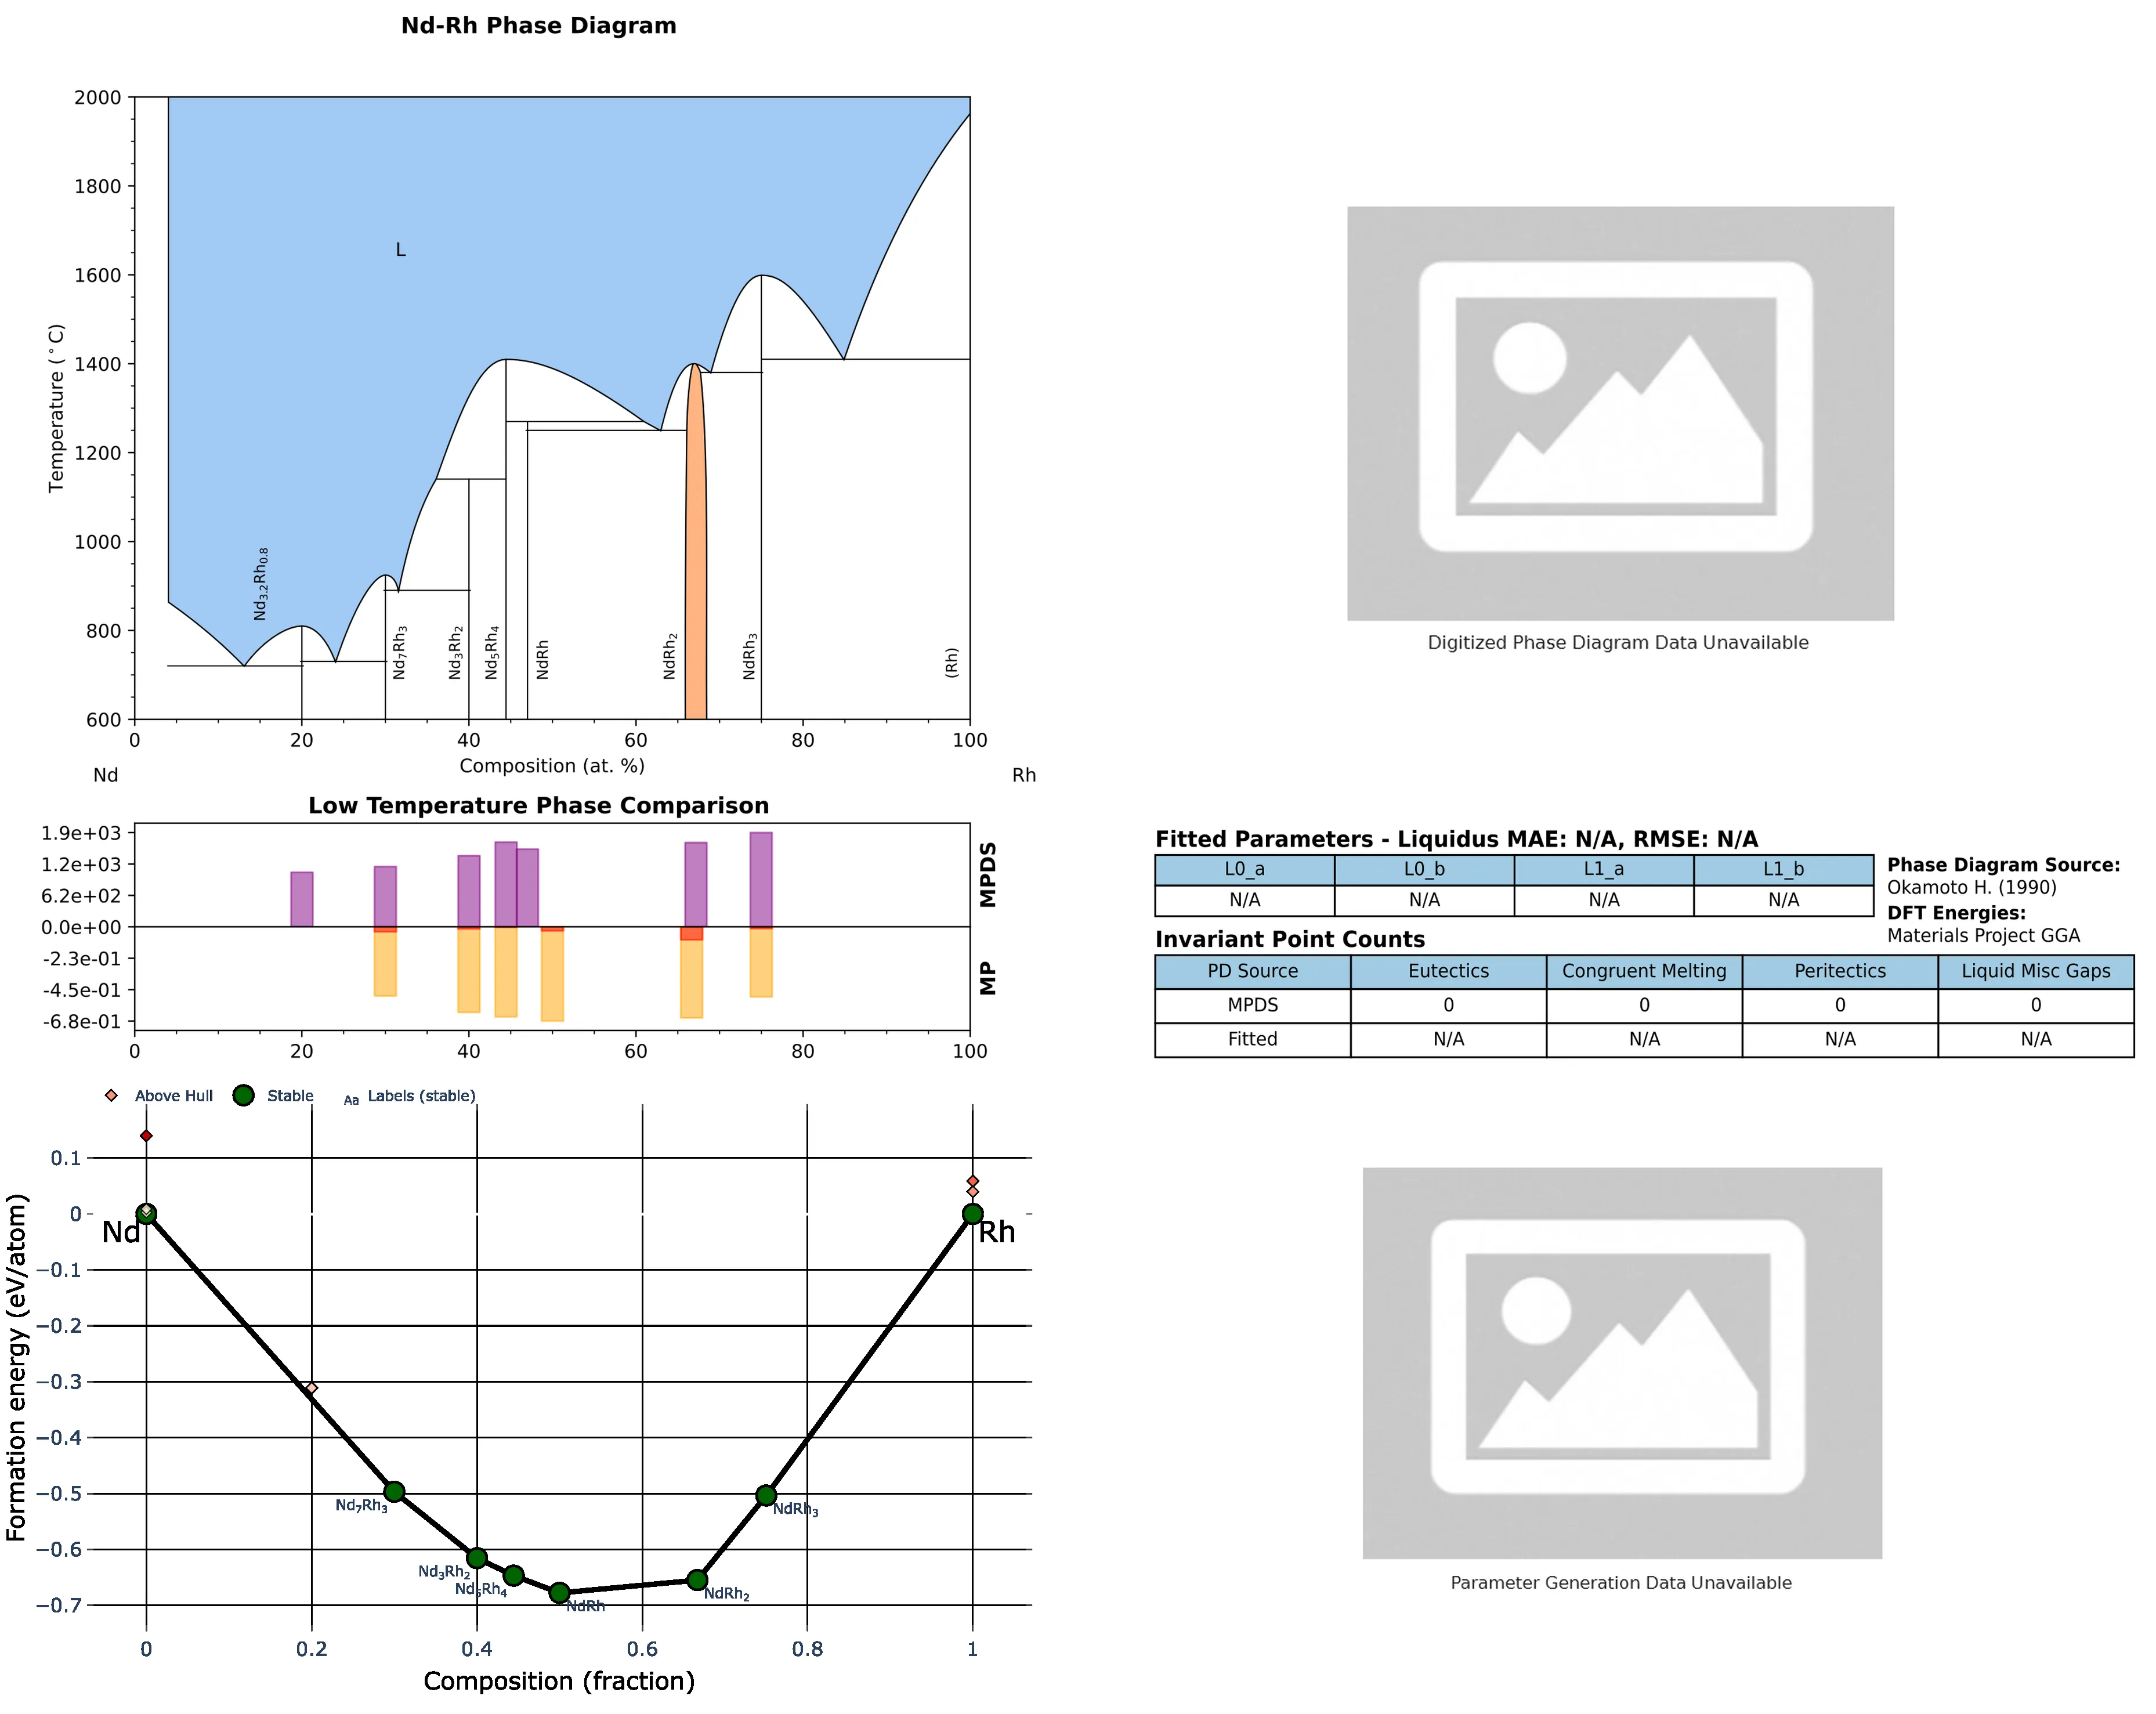 Nd-Rh Phase Diagram
2000
1800
1600
1400
1200
1000
800
600
Temperature (°C)
L
Nd3.2Rh0.8
Nd7Rh3
Nd3Rh2
Nd5Rh4
NdRh
NdRh2
NdRh3
(Rh)
0 20 40 60 80 100
Composition (at. %)
Nd Rh
Digitized Phase Diagram Data Unavailable
Low Temperature Phase Comparison
1.9e+03
1.2e+03
6.2e+02
0.0e+00
-2.3e-01
-4.5e-01
-6.8e-01
MPDS
MP
0 20 40 60 80 100
Fitted Parameters - Liquidus MAE: N/A, RMSE: N/A
L0_a L0_b L1_a L1_b
N/A N/A N/A N/A
Phase Diagram Source:
Okamoto H. (1990)
DFT Energies:
Materials Project GGA
Invariant Point Counts
PD Source Eutectics Congruent Melting Peritectics Liquid Misc Gaps
MPDS 0 0 0 0
Fitted N/A N/A N/A N/A
Above Hull Stable Aa Labels (stable)
0.1
0
−0.1
−0.2
−0.3
−0.4
−0.5
−0.6
−0.7
Formation energy (eV/atom)
Nd
Rh
Nd7Rh3
Nd3Rh2
Nd5Rh4
NdRh
NdRh2
NdRh3
0 0.2 0.4 0.6 0.8 1
Composition (fraction)
Parameter Generation Data Unavailable